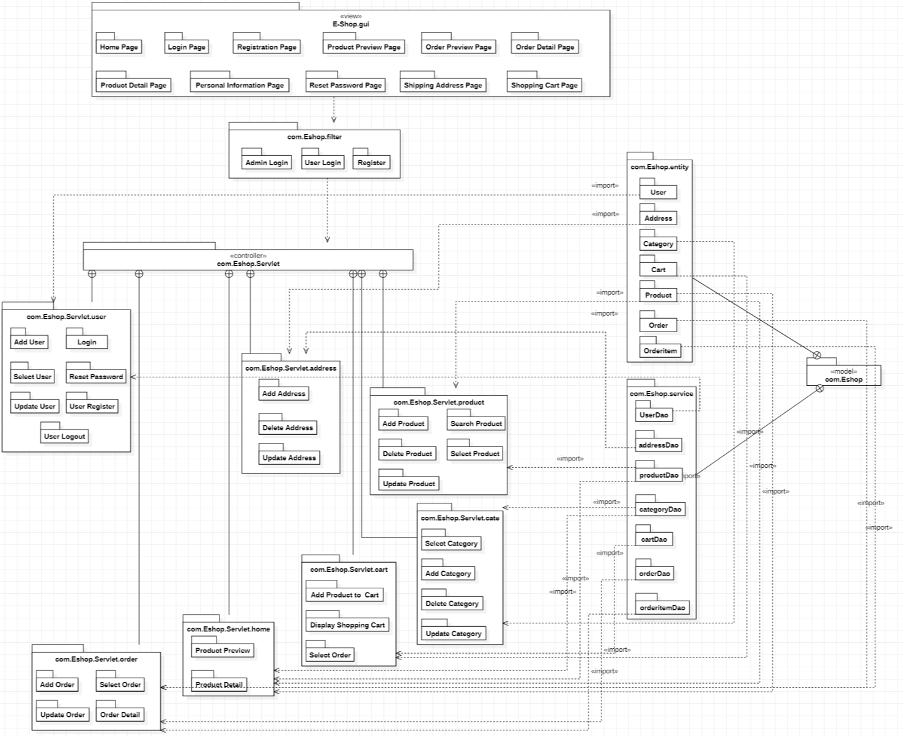 «view»
E-Shop.gui
Home Page
Login Page
Registration Page
Product Preview Page
Order Preview Page
Order Detail Page
Product Detail Page
Personal Information Page
Reset Password Page
Shipping Address Page
Shopping Cart Page
com.Eshop.filter
Admin Login
User Login
Register
«controller»
com.Eshop.Servlet
com.Eshop.entity
User
Address
Category
Cart
Product
Order
Orderitem
«import»
«import»
«import»
«import»
«model»
com.Eshop
com.Eshop.service
UserDao
addressDao
productDao
categoryDao
cartDao
orderDao
orderitemDao
com.Eshop.Servlet.user
Add User
Login
Select User
Reset Password
Update User
User Register
User Logout
com.Eshop.Servlet.address
Add Address
Delete Address
Update Address
com.Eshop.Servlet.product
Add Product
Search Product
Delete Product
Select Product
Update Product
com.Eshop.Servlet.cate
Select Category
Add Category
Delete Category
Update Category
com.Eshop.Servlet.cart
Add Product to Cart
Display Shopping Cart
Select Order
com.Eshop.Servlet.home
Product Preview
Product Detail
com.Eshop.Servlet.order
Add Order
Select Order
Update Order
Order Detail
«import»
«import»
«import»
«import»
«import»
«import»
«import»
«import»
«import»
«import»
«import»
«import»
«import»